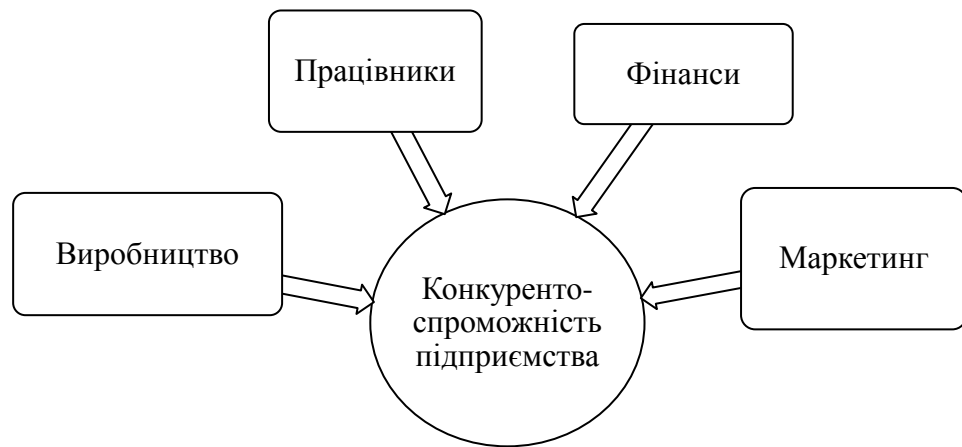 Працівники
Фінанси
Виробництво
Маркетинг
Конкуренто-
спроможність
підприємства